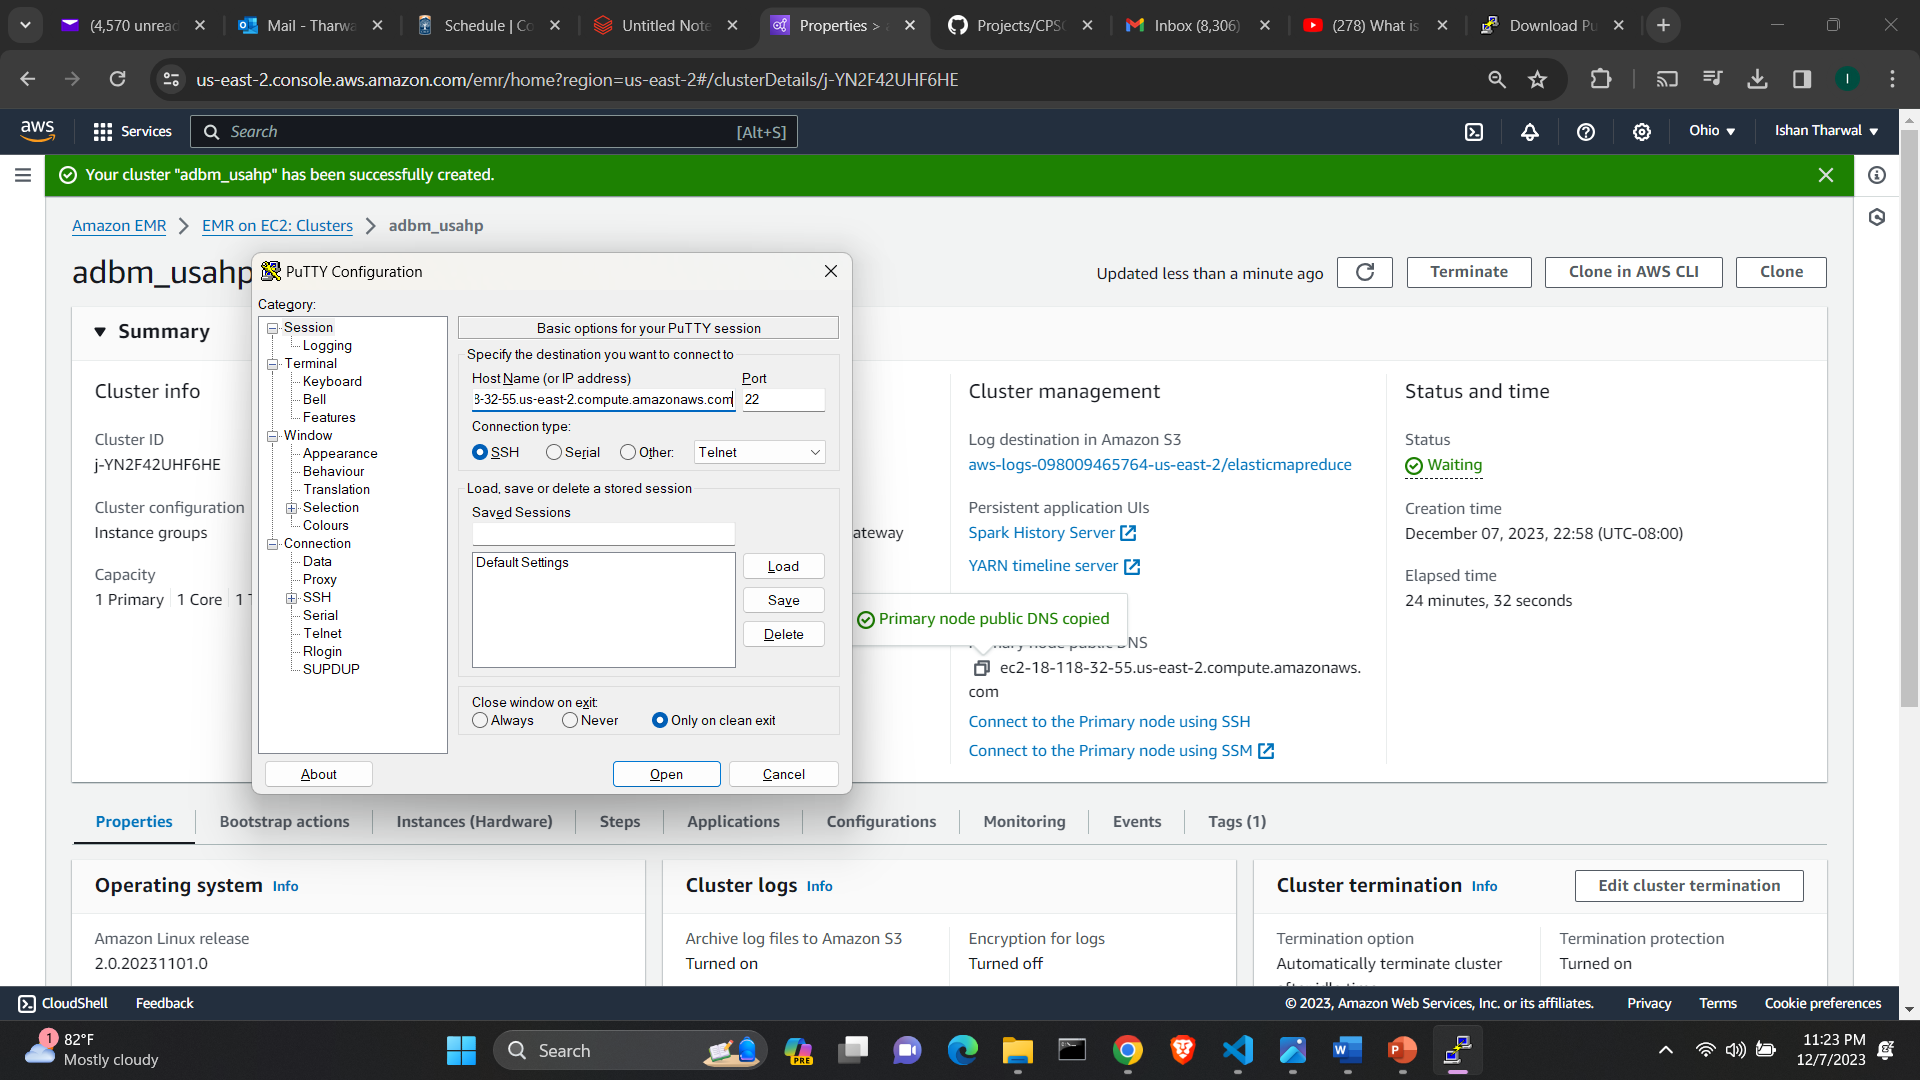 (4,570 unread
Mail - Tharwa
Schedule | Co
Untitled Note
Properties >
Projects/CPSC
Inbox (8,306)
(278) What is
Download Pu
us-east-2.console.aws.amazon.com/emr/home?region=us-east-2#/clusterDetails/j-YN2F42UHF6HE
I
aws
Services
Search
[Alt+S]
Ohio
Ishan Tharwal
Your cluster "adbm_usahp" has been successfully created.
Amazon EMR
EMR on EC2: Clusters
adbm_usahp
adbm_usahp
Updated less than a minute ago
Terminate
Clone in AWS CLI
Clone
Summary
Cluster info
Cluster ID
j-YN2F42UHF6HE
Cluster configuration
Instance groups
Capacity
1 Primary
1 Core
1 T
PuTTY Configuration
Category:
Session
Logging
Terminal
Keyboard
Bell
Features
Window
Appearance
Behaviour
Translation
Selection
Colours
Connection
Data
Proxy
SSH
Serial
Telnet
Rlogin
SUPDUP
Basic options for your PuTTY session
Specify the destination you want to connect to
Host Name (or IP address)
Port
8-32-55.us-east-2.compute.amazonaws.com
22
Connection type:
SSH
Serial
Other:
Telnet
Load, save or delete a stored session
Saved Sessions
Default Settings
Load
Save
Delete
Close window on exit:
Always
Never
Only on clean exit
About
Open
Cancel
ateway
Cluster management
Log destination in Amazon S3
aws-logs-098009465764-us-east-2/elasticmapreduce
Persistent application UIs
Spark History Server
YARN timeline server
Primary node public DNS copied
Primary node public DNS
ec2-18-118-32-55.us-east-2.compute.amazonaws.
com
Connect to the Primary node using SSH
Connect to the Primary node using SSM
Status and time
Status
Waiting
Creation time
December 07, 2023, 22:58 (UTC-08:00)
Elapsed time
24 minutes, 32 seconds
Properties
Bootstrap actions
Instances (Hardware)
Steps
Applications
Configurations
Monitoring
Events
Tags (1)
Operating system
Info
Amazon Linux release
2.0.20231101.0
Cluster logs
Info
Archive log files to Amazon S3
Turned on
Encryption for logs
Turned off
Cluster termination
Info
Edit cluster termination
Termination option
Automatically terminate cluster
after idle time
Termination protection
Turned on
CloudShell
Feedback
© 2023, Amazon Web Services, Inc. or its affiliates.
Privacy
Terms
Cookie preferences
1
82°F
Mostly cloudy
Search
PRE
11:23 PM
12/7/2023